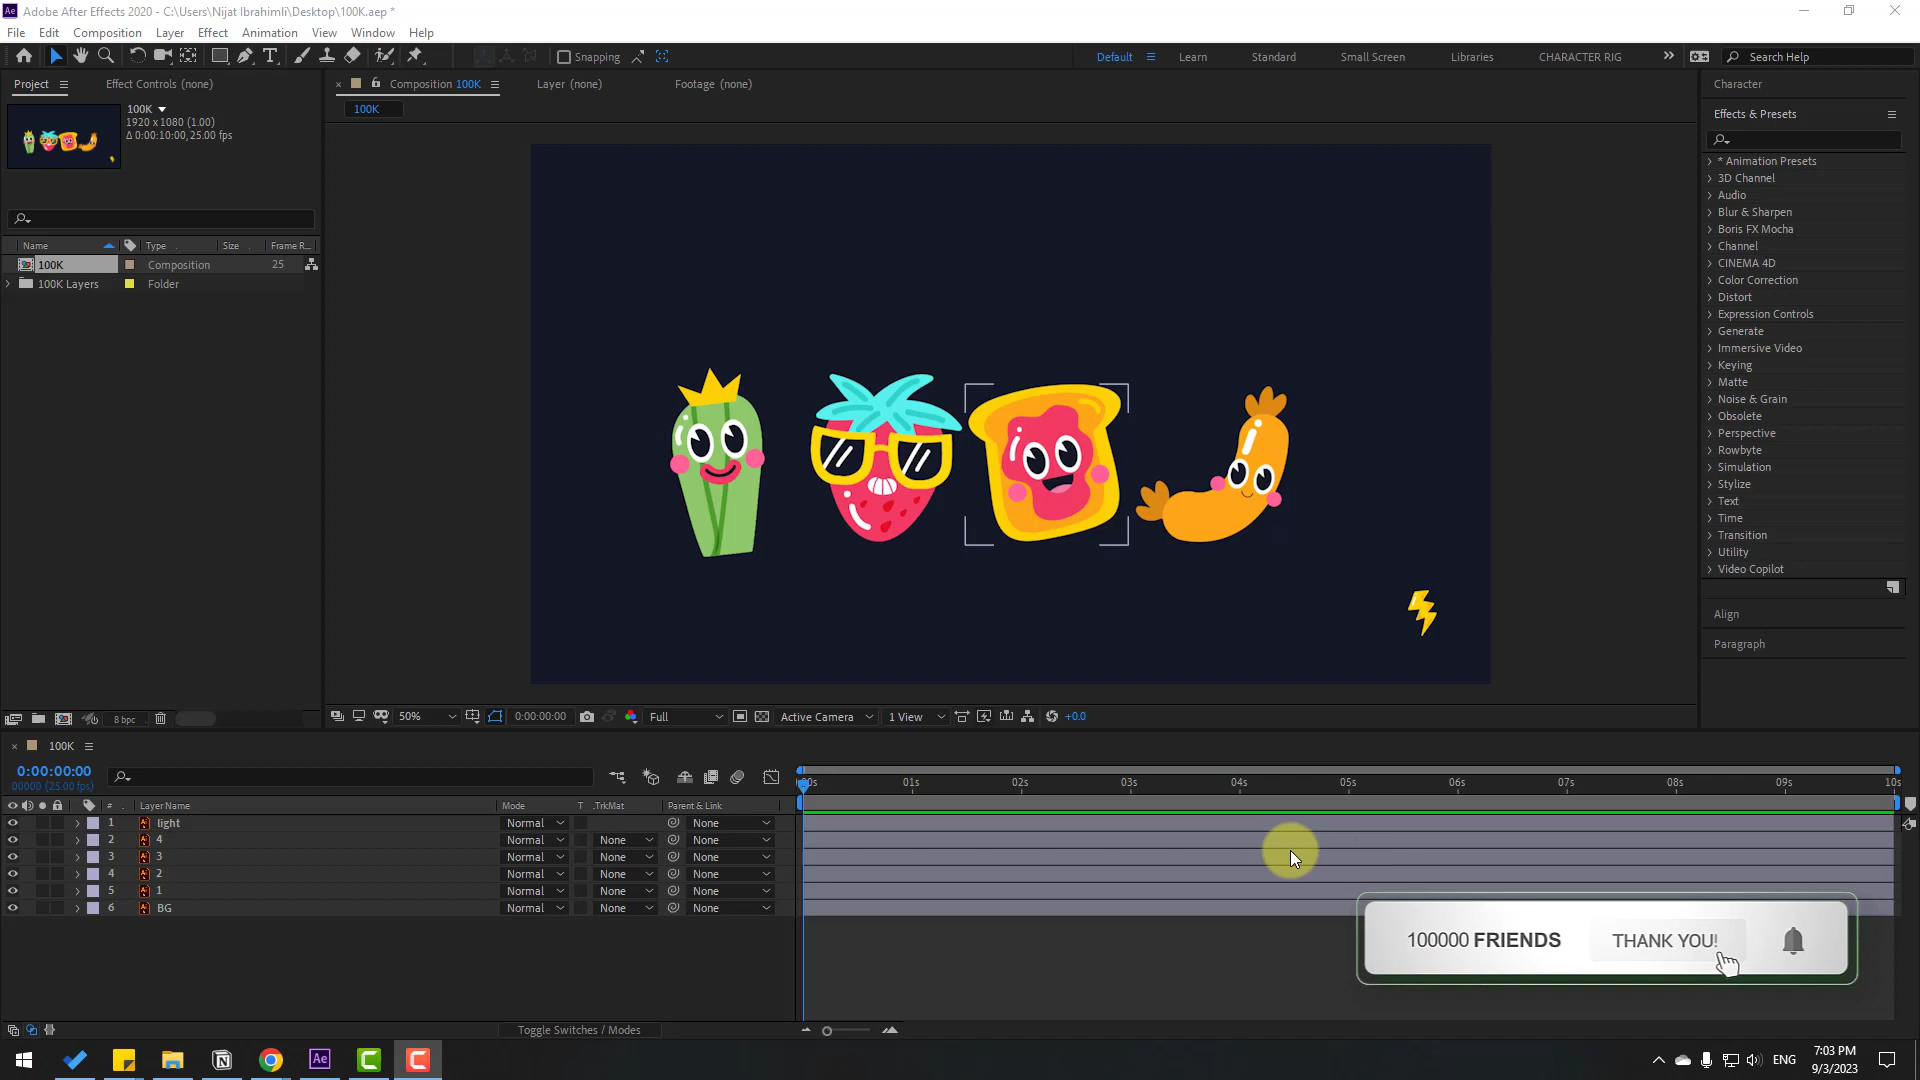 Adobe After Effects 2020 - C:\Users\Nijat Ibrahimli\Desktop\100K.aep *
File Edit Composition Layer Effect Animation View Window Help
Snapping
Default Learn Standard Small Screen Libraries CHARACTER RIG Search Help
Project Effect Controls (none)
Composition 100K Layer (none) Footage (none)
100K
100K
1920 x 1080 (1.00)
Δ 0:00:10:00, 25.00 fps
Name Type Size Frame R...
100K Composition 25
100K Layers Folder
8 bpc
50% 0:00:00:00 Full Active Camera 1 View +0.0
Character
Effects & Presets
* Animation Presets
3D Channel
Audio
Blur & Sharpen
Boris FX Mocha
Channel
CINEMA 4D
Color Correction
Distort
Expression Controls
Generate
Immersive Video
Keying
Matte
Noise & Grain
Obsolete
Perspective
Rowbyte
Simulation
Stylize
Text
Time
Transition
Utility
Video Copilot
Align
Paragraph
100K
0:00:00:00
00000 (25.00 fps)
:00s 01s 02s 03s 04s 05s 06s 07s 08s 09s 10s
# Layer Name Mode T .TrkMat Parent & Link
1 light Normal None
2 4 Normal None None
3 3 Normal None None
4 2 Normal None None
5 1 Normal None None
6 BG Normal None None
100000 FRIENDS THANK YOU!
Toggle Switches / Modes
Ae
ENG
7:03 PM
9/3/2023